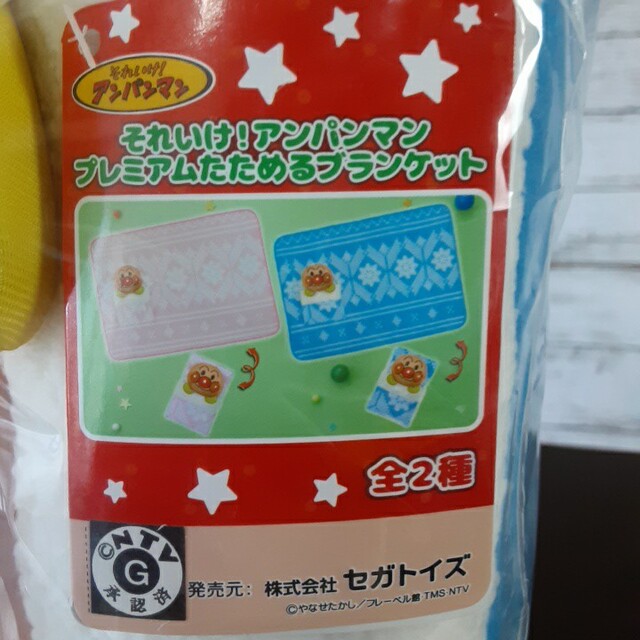 それいけ!
アンパンマン
それいけ!アンパンマン
プレミアムたためるブランケット
全2種
CNTV
G
承認済
発売元: 株式会社 セガトイズ
©やなせたかし/フレーベル館 TMS・NTV